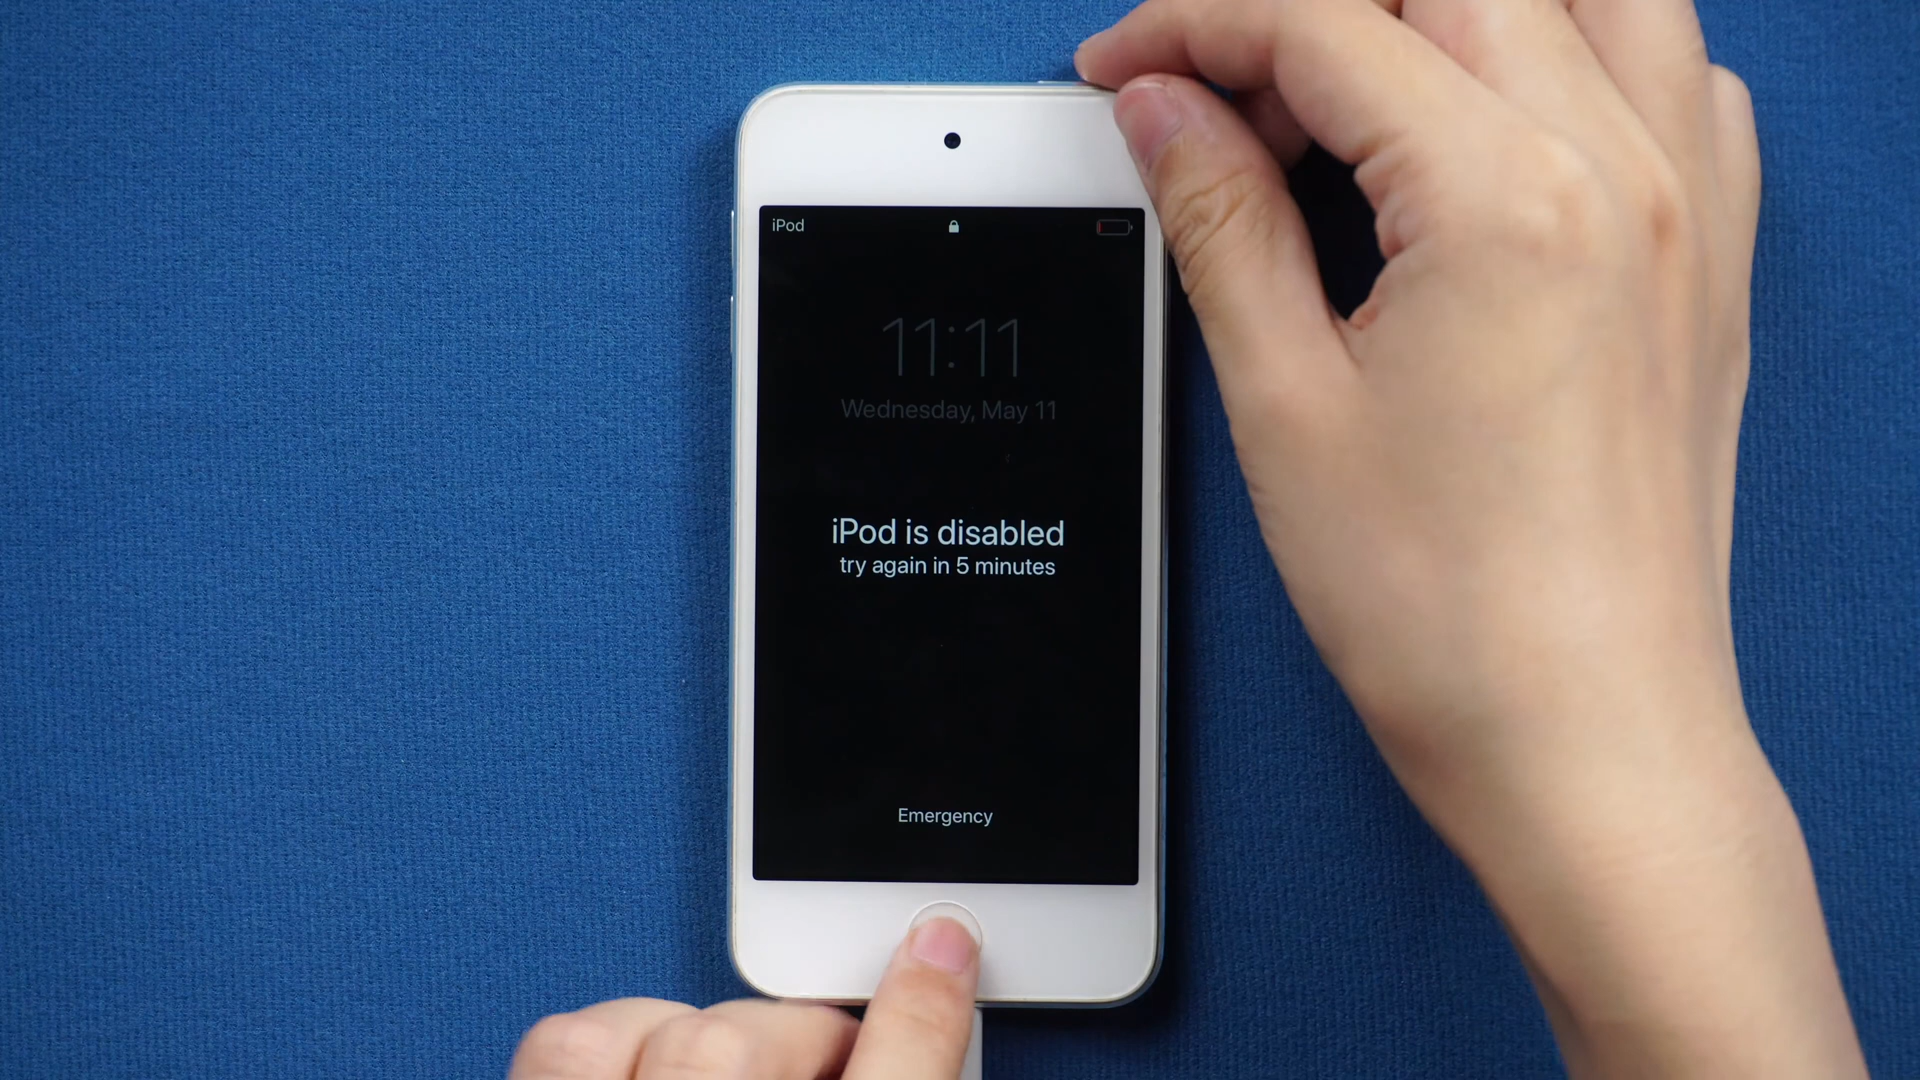 iPod
11:11
Wednesday, May 11
iPod is disabled
try again in 5 minutes
Emergency